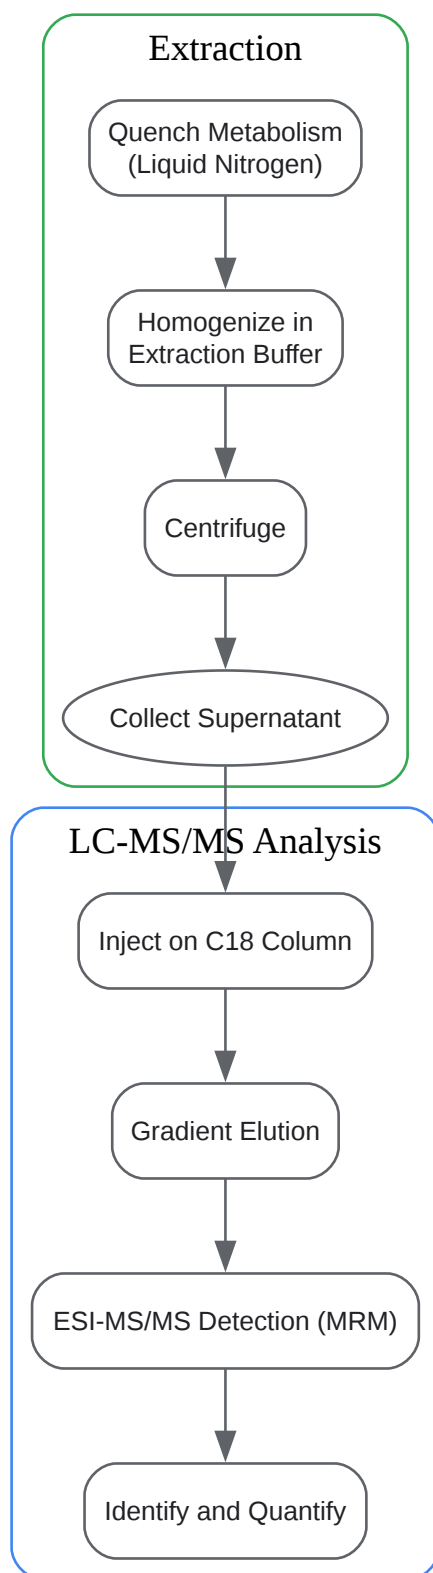 Extraction
Quench Metabolism
(Liquid Nitrogen)
Homogenize in
Extraction Buffer
Centrifuge
Collect Supernatant
LC-MS/MS Analysis
Inject on C18 Column
Gradient Elution
ESI-MS/MS Detection (MRM)
Identify and Quantify